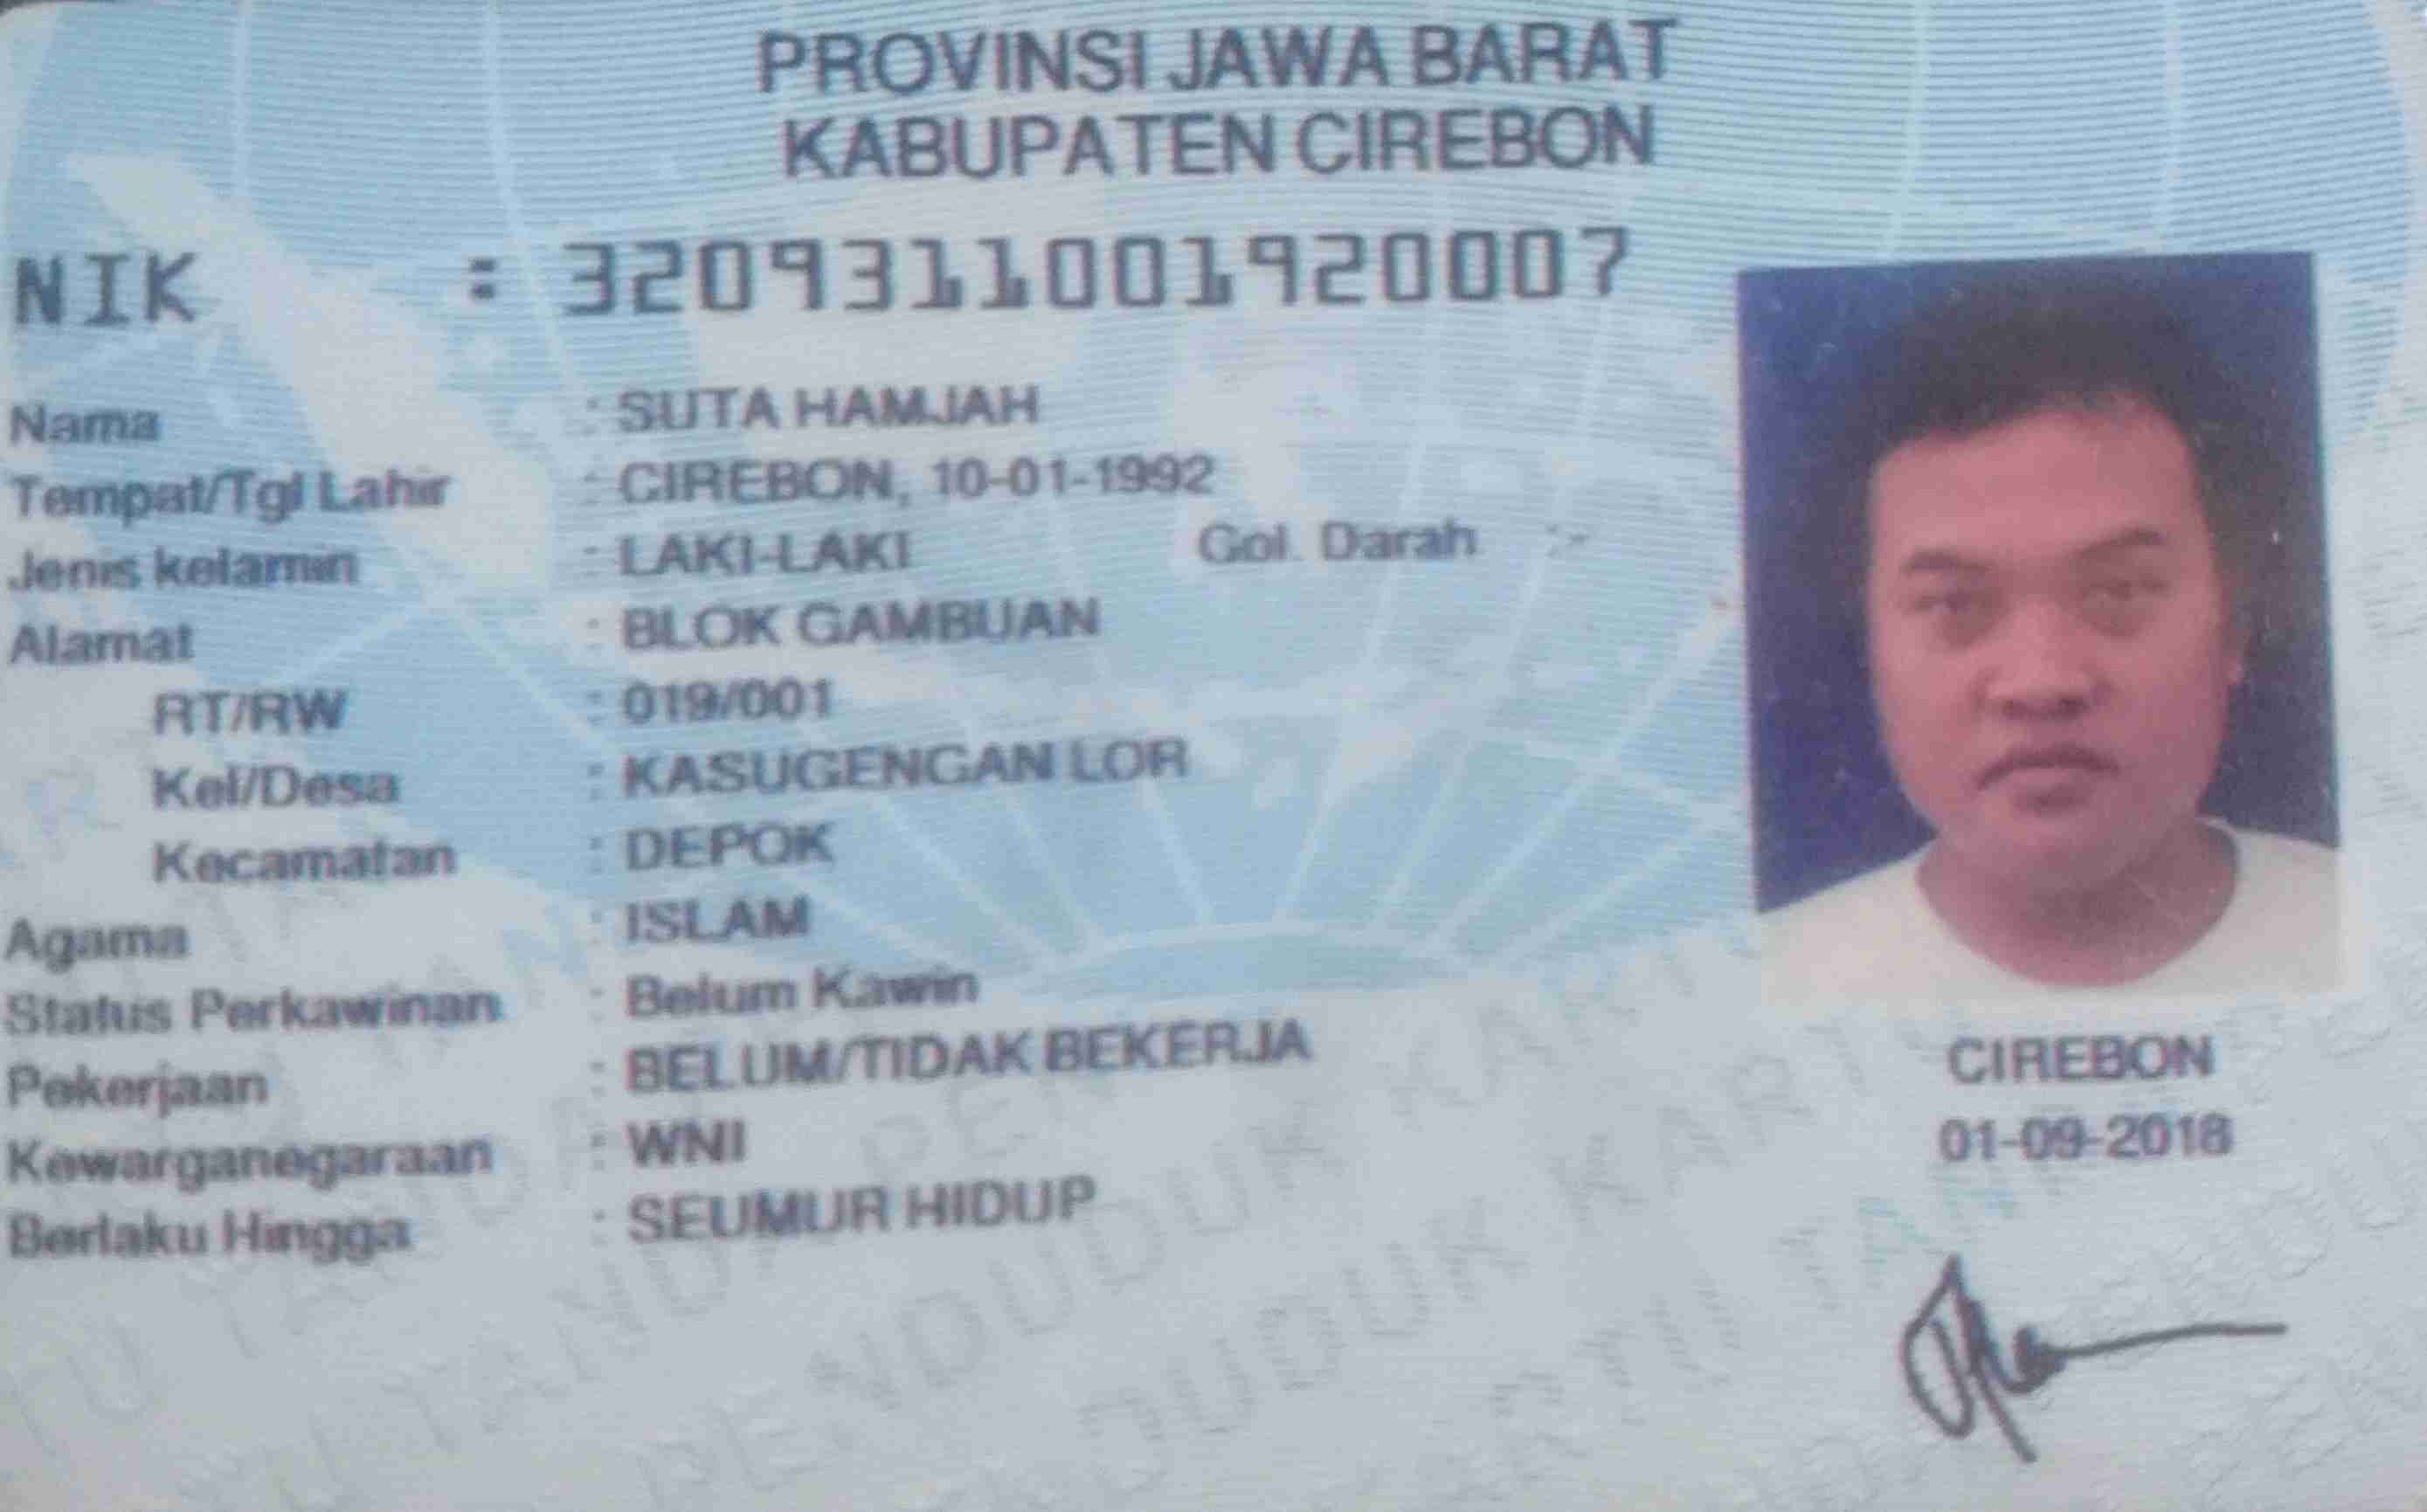 PROVINSI JAWA BARAT
KABUPATEN CIREBON
NIK : 3209311001920007
Nama : SUTA HAMJAH
Tempat/Tgl Lahir : CIREBON, 10-01-1992
Jenis kelamin : LAKI-LAKI Gol. Darah :-
Alamat : BLOK GAMBUAN
RT/RW : 019/001
Kel/Desa : KASUGENGAN LOR
Kecamatan : DEPOK
Agama : ISLAM
Status Perkawinan : Belum Kawin
Pekerjaan : BELUM/TIDAK BEKERJA
Kewarganegaraan : WNI
Berlaku Hingga : SEUMUR HIDUP
CIREBON
01-09-2018